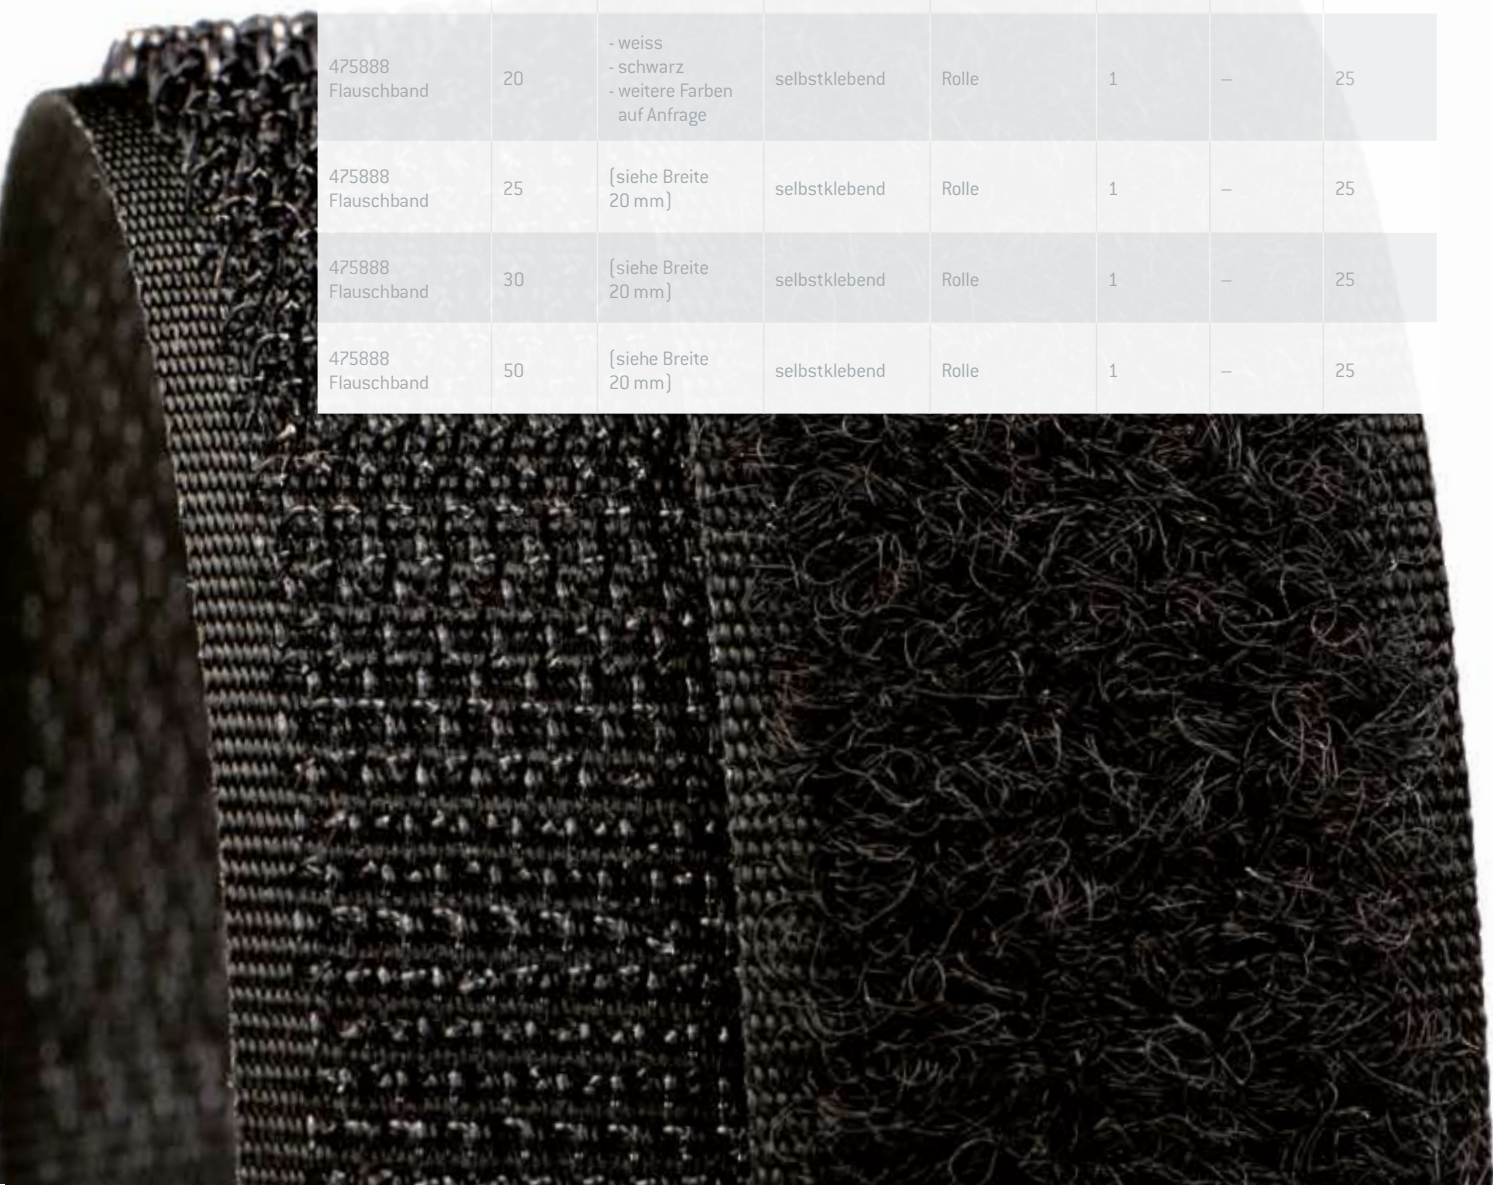 475888
Flauschband
20
- weiss
- schwarz
- weitere Farben
auf Anfrage
selbstklebend
Rolle
1
–
25
475888
Flauschband
25
(siehe Breite
20 mm)
selbstklebend
Rolle
1
–
25
475888
Flauschband
30
(siehe Breite
20 mm)
selbstklebend
Rolle
1
–
25
475888
Flauschband
50
(siehe Breite
20 mm)
selbstklebend
Rolle
1
–
25